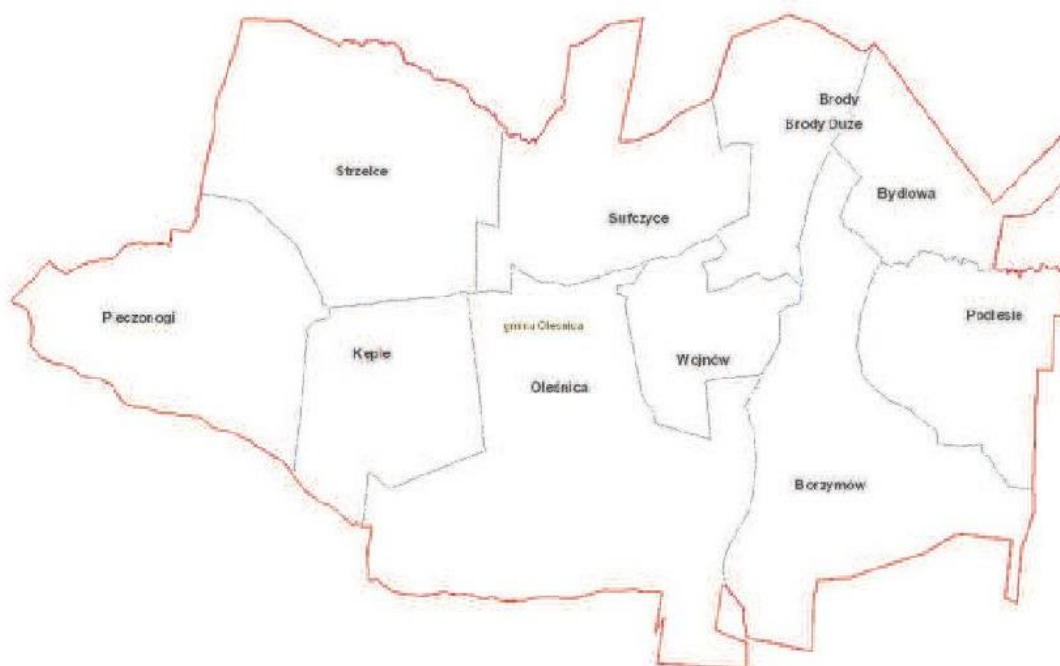 Brody
Brody Duże
Strzelce
Bydłowa
Sufczyce
Pieczonogi
Podlesie
gmina Oleśnica
Kępie
Wojnów
Oleśnica
Borzymów